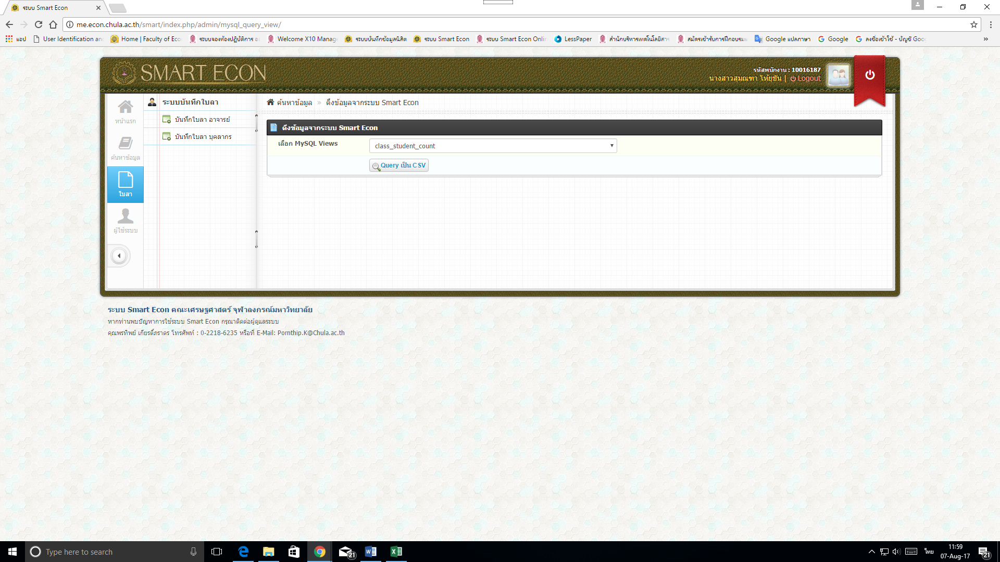 ระบบ Smart Econ
me.econ.chula.ac.th/smart/index.php/admin/mysql_query_view/
แอป User Identification and Home | Faculty of Eco ระบบจองห้องปฏิบัติการ Welcome X10 Manag ระบบบันทึกข้อมูลนิสิต ระบบ Smart Econ ระบบ Smart Econ Onlin LessPaper สำนักบริหารเทคโนโลยีสาร สมัครเข้ารับการฝึกอบรม Google แปลภาษา Google ลงชื่อเข้าใช้ - บัญชี Goo »
SMART ECON
รหัสพนักงาน : 10016187
นางสาวสุมณฑา โห้ยุขัน | Logout
หน้าแรก
ค้นหาข้อมูล
ใบลา
ผู้ใช้ระบบ
ระบบบันทึกใบลา
บันทึกใบลา อาจารย์
บันทึกใบลา บุคลากร
ค้นหาข้อมูล » ดึงข้อมูลจากระบบ Smart Econ
ดึงข้อมูลจากระบบ Smart Econ
เลือก MySQL Views
class_student_count
Query เป็น CSV
ระบบ Smart Econ คณะเศรษฐศาสตร์ จุฬาลงกรณ์มหาวิทยาลัย
หากท่านพบปัญหาการใช้ระบบ Smart Econ กรุณาติดต่อผู้ดูแลระบบ
คุณพรทิพย์ เกียรติ์ภราดร โทรศัพท์ : 0-2218-6235 หรือที่ E-Mail: Pornthip.K@Chula.ac.th
Type here to search
21
ไทย
11:59
07-Aug-17
21